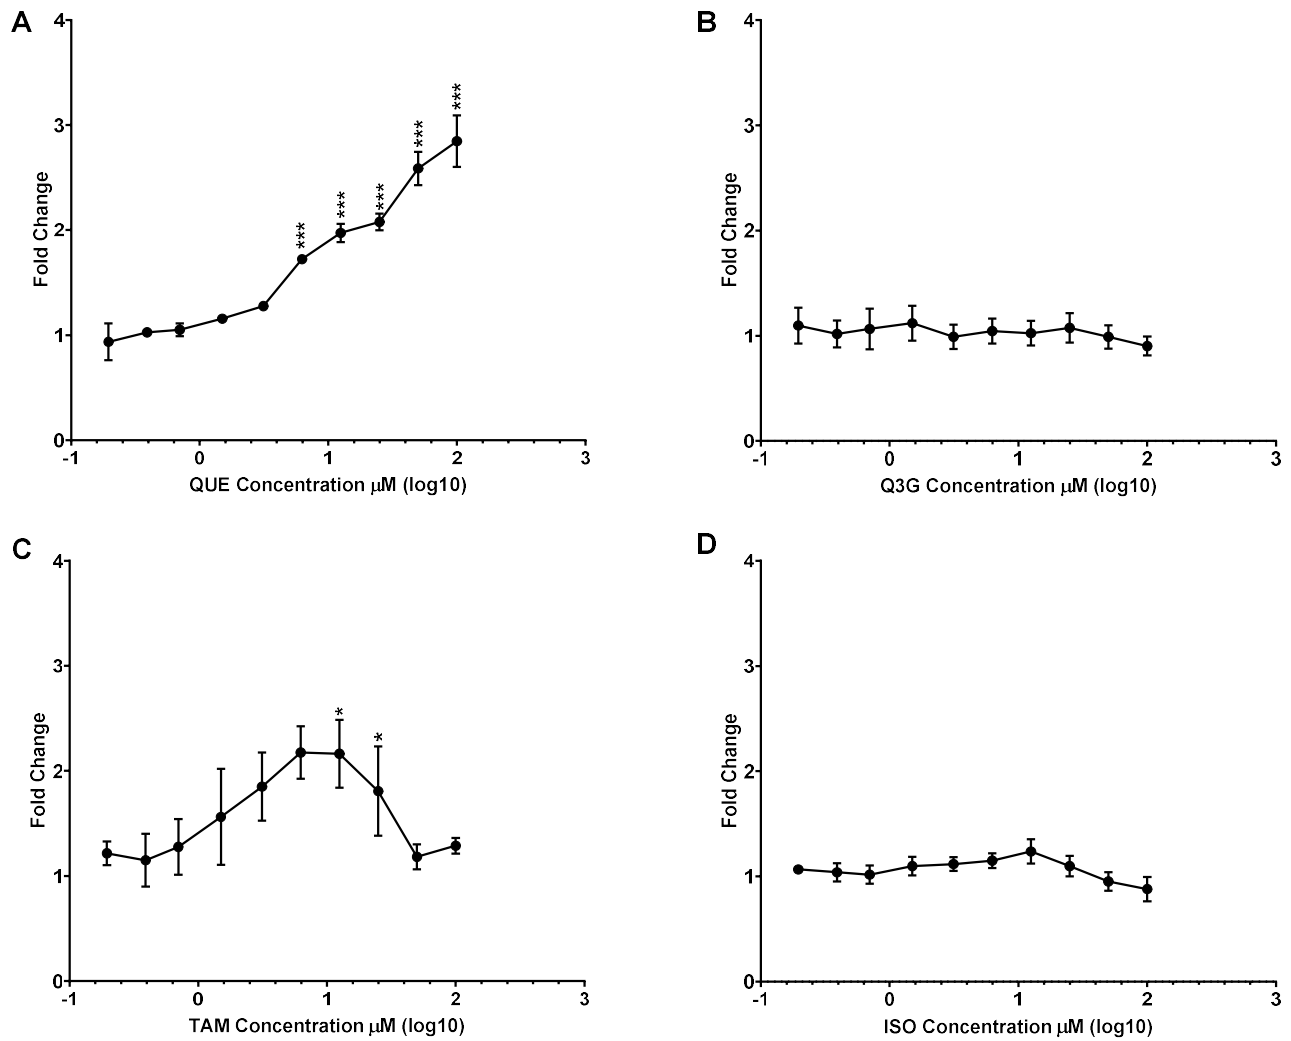 A
4
3
2
1
0
Fold Change
***
***
***
***
***
-1 0 1 2 3
QUE Concentration µM (log10)
B
4
3
2
1
0
Fold Change
-1 0 1 2 3
Q3G Concentration µM (log10)
C
4
3
2
1
0
Fold Change
*
*
-1 0 1 2 3
TAM Concentration µM (log10)
D
4
3
2
1
0
Fold Change
-1 0 1 2 3
ISO Concentration µM (log10)